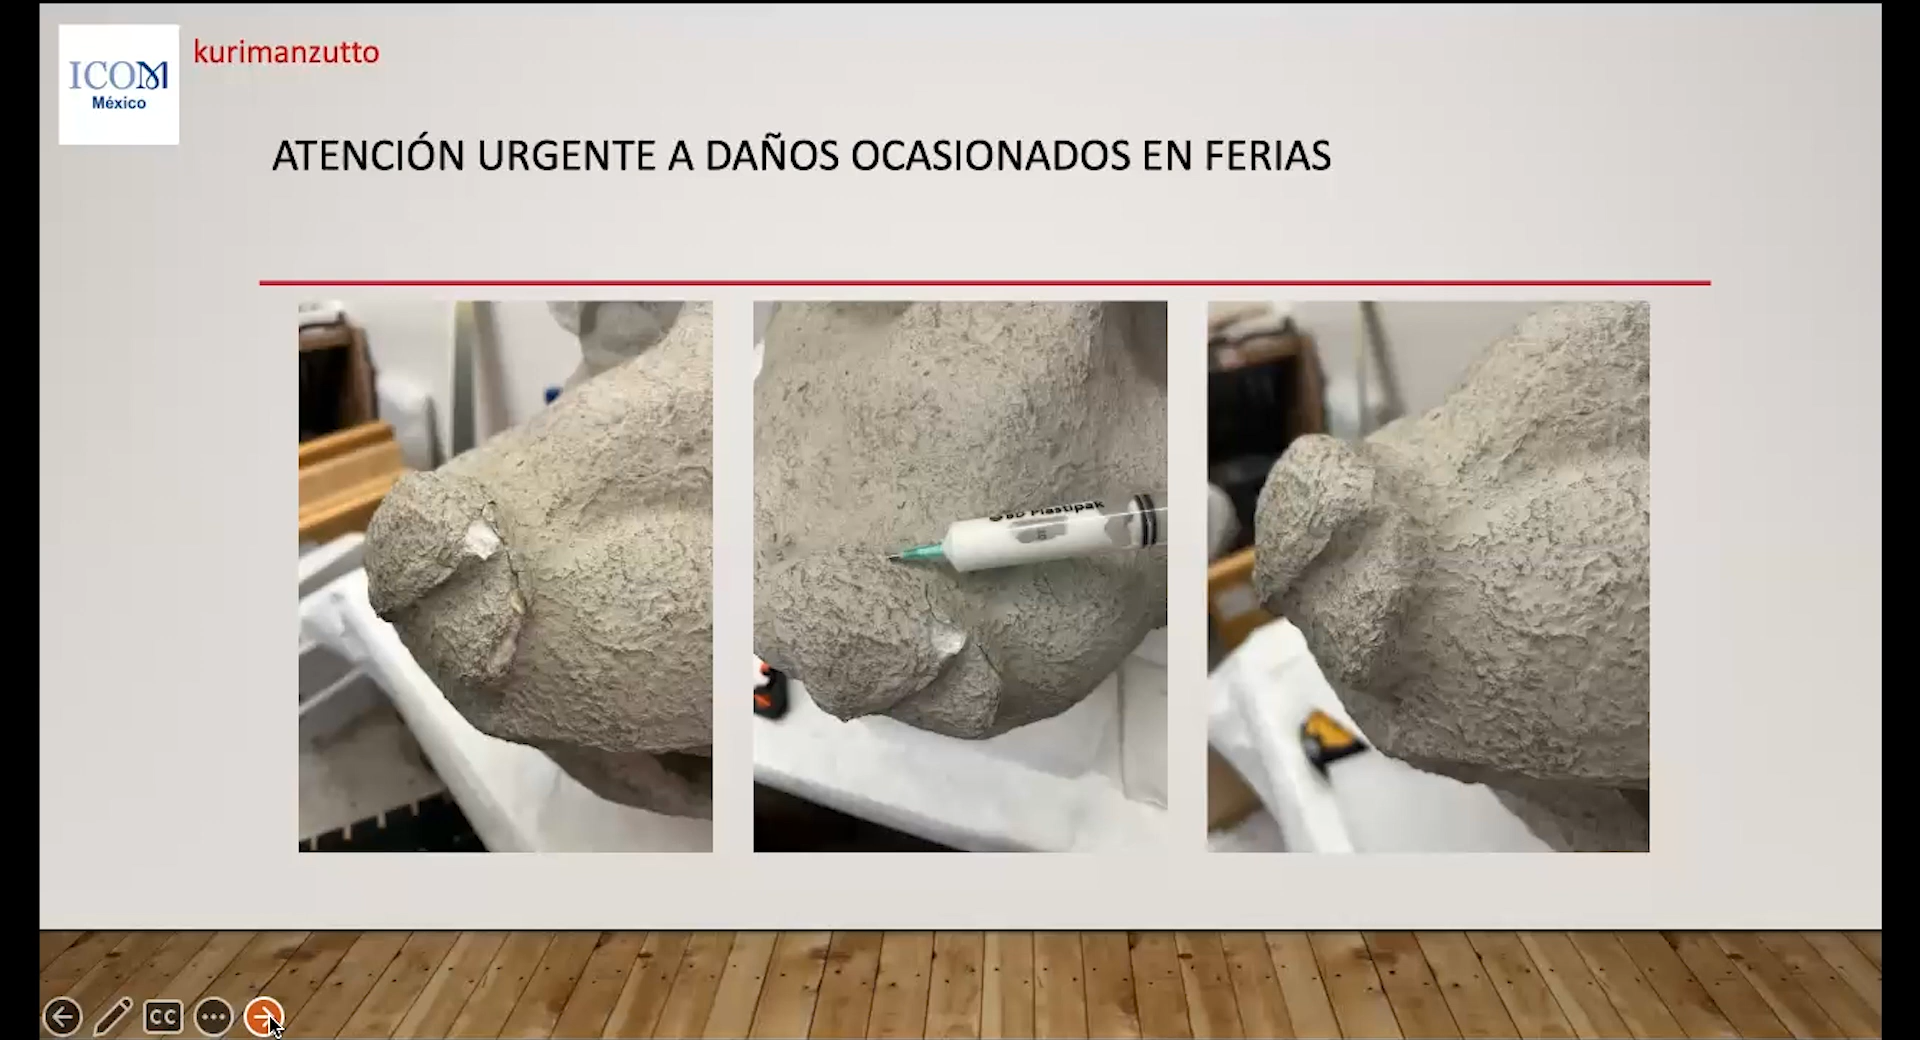 ICOM
México
kurimanzutto
ATENCIÓN URGENTE A DAÑOS OCASIONADOS EN FERIAS
BD Plastipak
CC